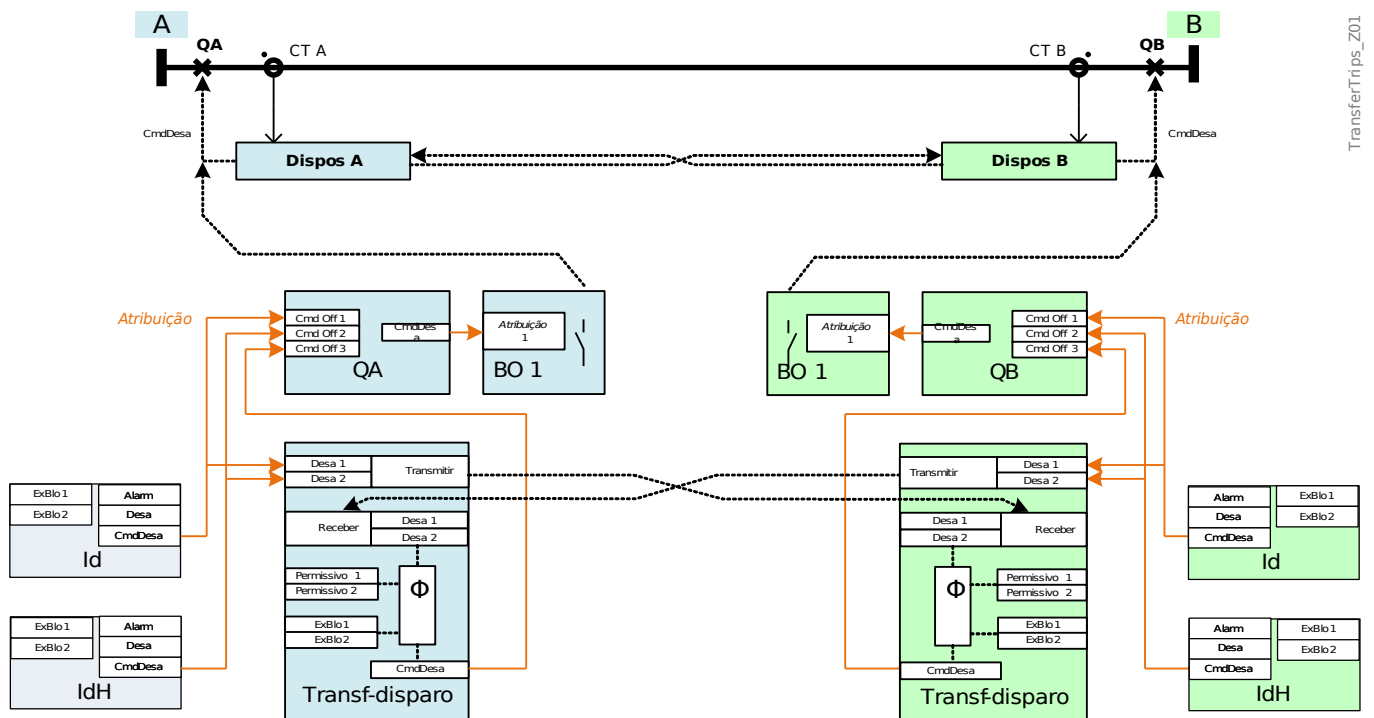 A
B
QA
CT A
CT B
QB
TransferTrips_Z01
CmdDesa
CmdDesa
Dispos A
Dispos B
Atribuição
Cmd Off 1
Cmd Off 2
Cmd Off 3
CmdDes
a
QA
Atribuição
1
BO 1
Atribuição
1
BO 1
CmdDes
a
Cmd Off 1
Cmd Off 2
Cmd Off 3
QB
Atribuição
Desa 1
Desa 2
Transmitir
Receber
Desa 1
Desa 2
Permissivo 1
Permissivo 2
Φ
ExBlo1
ExBlo2
CmdDesa
Transf-disparo
Transmitir
Desa 1
Desa 2
Desa 1
Desa 2
Receber
Φ
Permissivo 1
Permissivo 2
ExBlo1
ExBlo2
CmdDesa
Transf-disparo
ExBlo1
ExBlo2
Alarm
Desa
CmdDesa
Id
ExBlo1
ExBlo2
Alarm
Desa
CmdDesa
IdH
Alarm
Desa
CmdDesa
ExBlo1
ExBlo2
Id
Alarm
Desa
CmdDesa
ExBlo1
ExBlo2
IdH